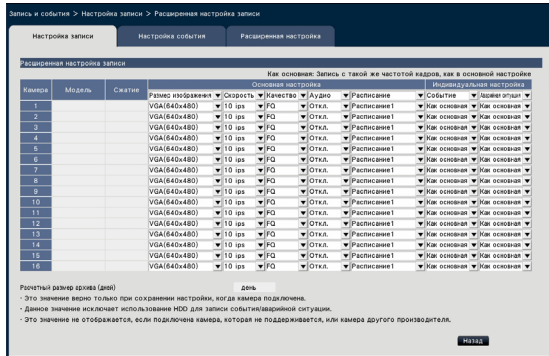 Запись и события > Настройка записи > Расширенная настройка записи
Настройка записи Настройка события Расширенная настройка
Расширенная настройка записи
Как основная: Запись с такой же частотой кадров, как в основной настройке
Камера Модель Сжатие Основная настройка Индивидуальная настройка
Размер изображения Скорость Качество Аудио Расписание Событие Аварийная ситуация
1 VGA(640x480) 10 ips FQ Откл. Расписание1 Как основная Как основная
2 VGA(640x480) 10 ips FQ Откл. Расписание1 Как основная Как основная
3 VGA(640x480) 10 ips FQ Откл. Расписание1 Как основная Как основная
4 VGA(640x480) 10 ips FQ Откл. Расписание1 Как основная Как основная
5 VGA(640x480) 10 ips FQ Откл. Расписание1 Как основная Как основная
6 VGA(640x480) 10 ips FQ Откл. Расписание1 Как основная Как основная
7 VGA(640x480) 10 ips FQ Откл. Расписание1 Как основная Как основная
8 VGA(640x480) 10 ips FQ Откл. Расписание1 Как основная Как основная
9 VGA(640x480) 10 ips FQ Откл. Расписание1 Как основная Как основная
10 VGA(640x480) 10 ips FQ Откл. Расписание1 Как основная Как основная
11 VGA(640x480) 10 ips FQ Откл. Расписание1 Как основная Как основная
12 VGA(640x480) 10 ips FQ Откл. Расписание1 Как основная Как основная
13 VGA(640x480) 10 ips FQ Откл. Расписание1 Как основная Как основная
14 VGA(640x480) 10 ips FQ Откл. Расписание1 Как основная Как основная
15 VGA(640x480) 10 ips FQ Откл. Расписание1 Как основная Как основная
16 VGA(640x480) 10 ips FQ Откл. Расписание1 Как основная Как основная
Расчетный размер архива (дней) день
· Это значение верно только при сохранении настройки, когда камера подключена.
· Данное значение исключает использование HDD для записи события/аварийной ситуации.
· Это значение не отображается, если подключена камера, которая не поддерживается, или камера другого производителя.
Назад